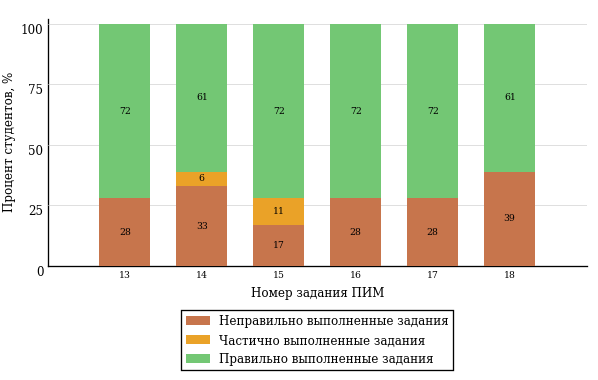 Процент студентов, %
100
75
50
25
0
72 61 72 72 72 61
6 11
28 33 17 28 28 39
13 14 15 16 17 18
Номер задания ПИМ
Неправильно выполненные задания
Частично выполненные задания
Правильно выполненные задания